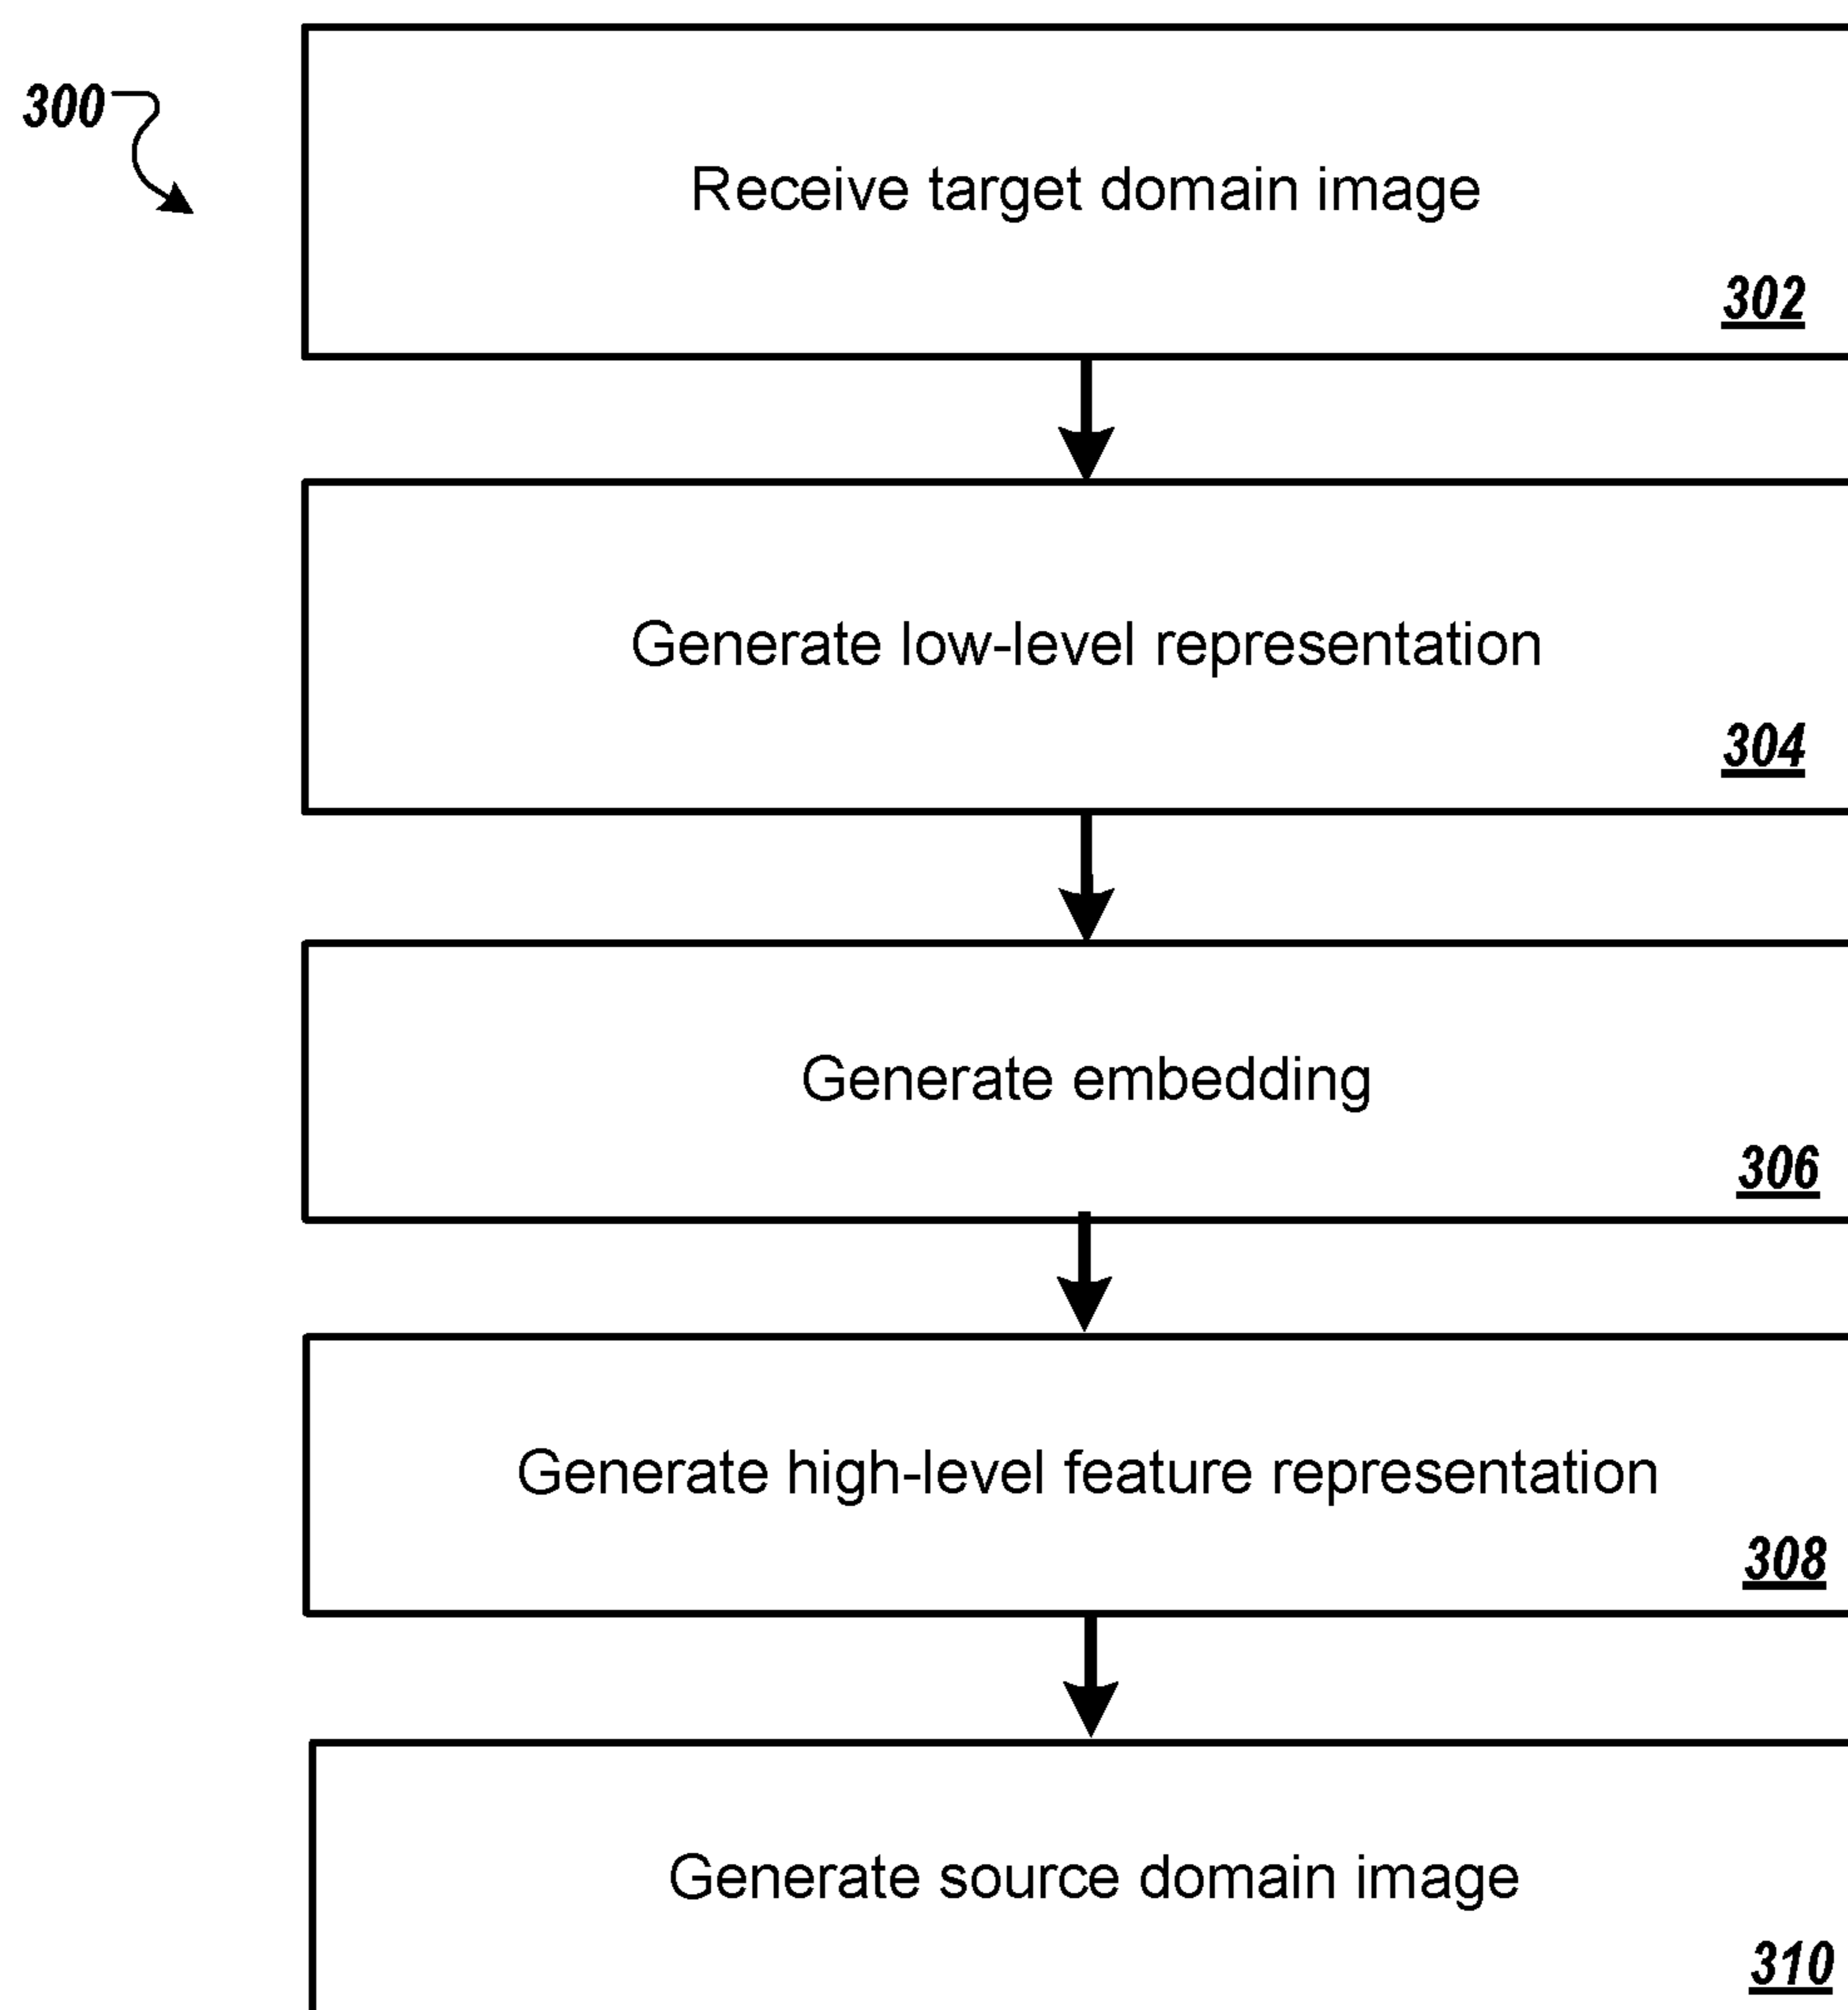 300
Receive target domain image
302
Generate low-level representation
304
Generate embedding
306
Generate high-level feature representation
308
Generate source domain image
310